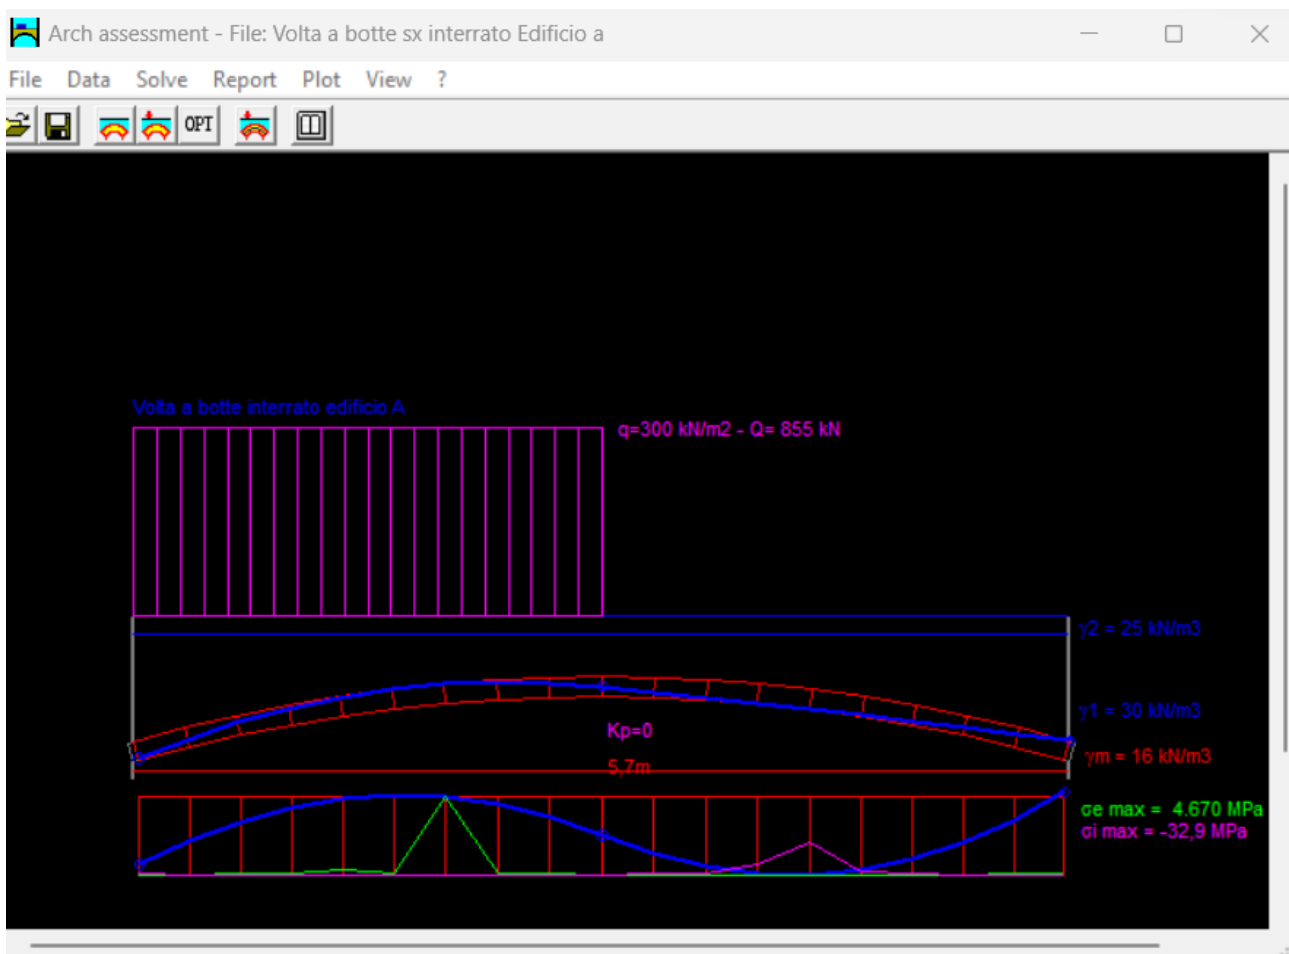 Arch assessment - File: Volta a botte sx interrato Edificio a
File Data Solve Report Plot View ?
OPT
Volta a botte interrato edificio A
q=300 kN/m2 - Q= 855 kN
γ2 = 25 kN/m3
γ1 = 30 kN/m3
Kp=0
γm = 16 kN/m3
5,7m
σe max =  4.670 MPa
σi max = -32,9 MPa